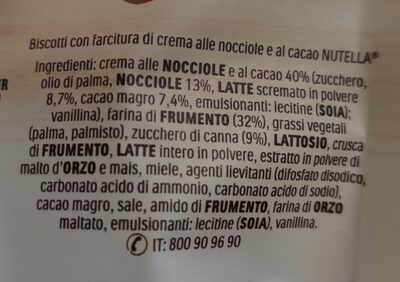 Biscotti con farcitura di crema alle nocciole e al cacao NUTELLA®
Ingredienti: crema alle NOCCIOLE e al cacao 40% (zucchero,
olio di palma, NOCCIOLE 13%, LATTE scremato in polvere
8,7%, cacao magro 7,4%, emulsionanti: lecitine (SOIA);
vanillina), farina di FRUMENTO (32%), grassi vegetali
(palma, palmisto), zucchero di canna (9%), LATTOSIO, crusca
di FRUMENTO, LATTE intero in polvere, estratto in polvere di
malto d'ORZO e mais, miele, agenti lievitanti (difosfato disodico,
carbonato acido di ammonio, carbonato acido di sodio),
cacao magro, sale, amido di FRUMENTO, farina di ORZO
maltato, emulsionanti: lecitine (SOIA), vanillina.
IT: 800 90 96 90